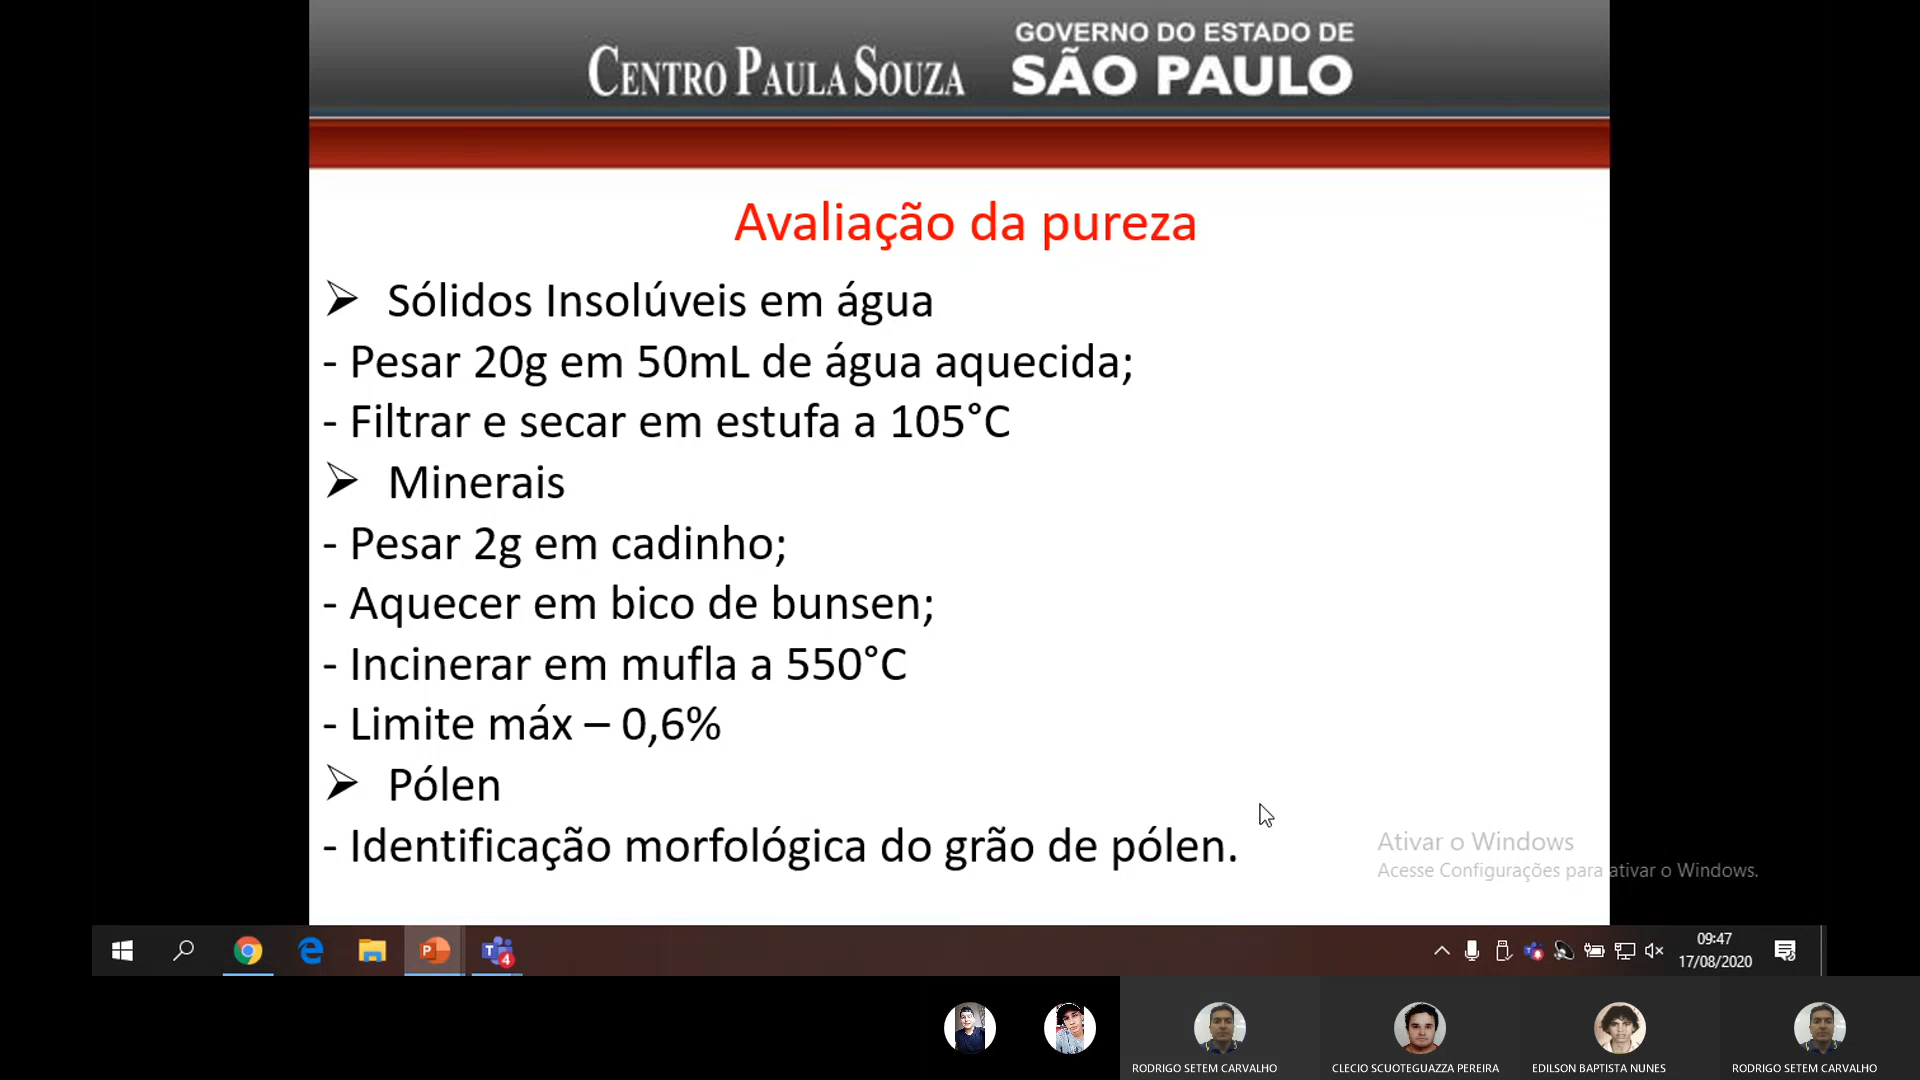 CENTRO PAULA SOUZA
GOVERNO DO ESTADO DE
SÃO PAULO
Avaliação da pureza
➢ Sólidos Insolúveis em água
- Pesar 20g em 50mL de água aquecida;
- Filtrar e secar em estufa a 105°C
➢ Minerais
- Pesar 2g em cadinho;
- Aquecer em bico de bunsen;
- Incinerar em mufla a 550°C
- Limite máx – 0,6%
➢ Pólen
- Identificação morfológica do grão de pólen.
Ativar o Windows
Acesse Configurações para ativar o Windows.
09:47
17/08/2020
RODRIGO SETEM CARVALHO
CLECIO SCUOTEGUAZZA PEREIRA
EDILSON BAPTISTA NUNES
RODRIGO SETEM CARVALHO